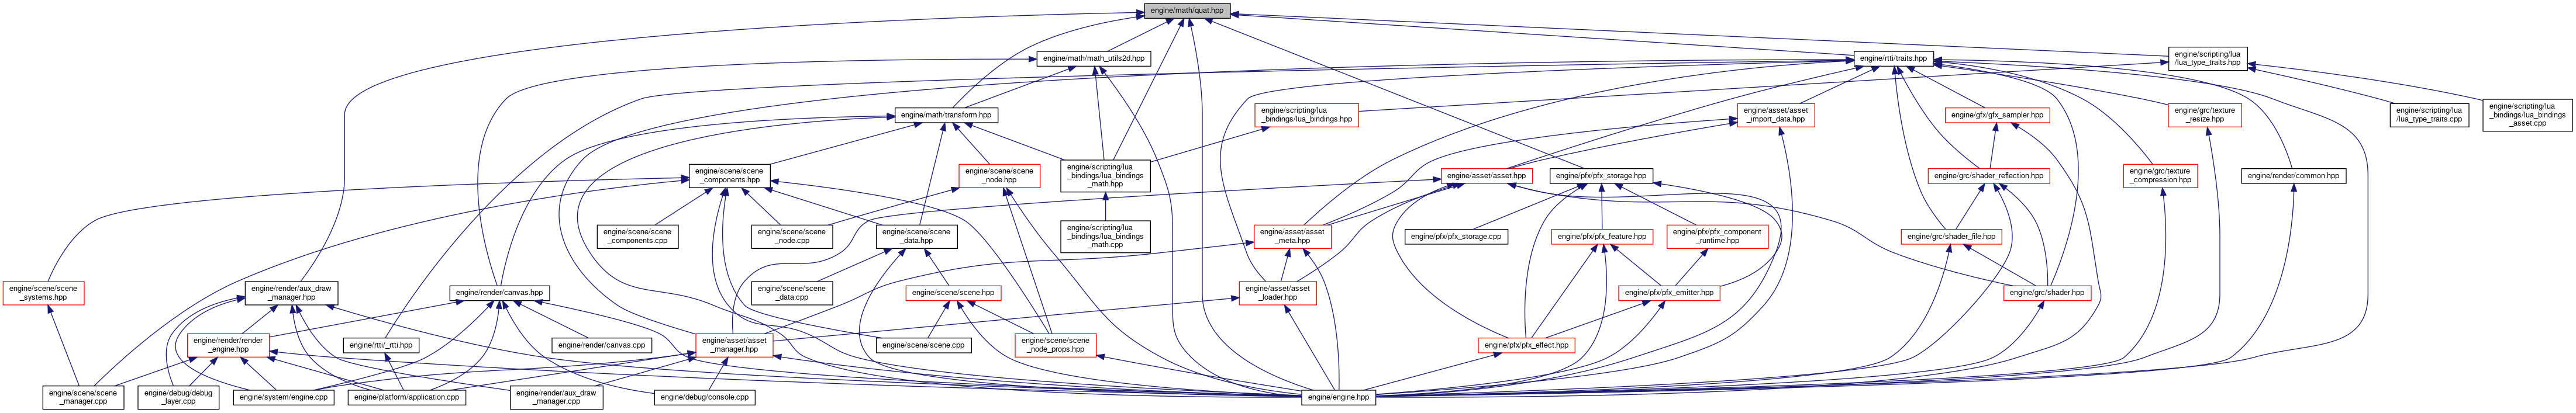 engine/math/quat.hpp
engine/math/math_utils2d.hpp
engine/rtti/traits.hpp
engine/scripting/lua
/lua_type_traits.hpp
engine/math/transform.hpp
engine/scripting/lua
_bindings/lua_bindings.hpp
engine/asset/asset
_import_data.hpp
engine/gfx/gfx_sampler.hpp
engine/grc/texture
_resize.hpp
engine/scripting/lua
/lua_type_traits.cpp
engine/scripting/lua
_bindings/lua_bindings
_asset.cpp
engine/scene/scene
_components.hpp
engine/scene/scene
_node.hpp
engine/scripting/lua
_bindings/lua_bindings
_math.hpp
engine/asset/asset.hpp
engine/pfx/pfx_storage.hpp
engine/grc/shader_reflection.hpp
engine/grc/texture
_compression.hpp
engine/render/common.hpp
engine/scene/scene
_components.cpp
engine/scene/scene
_node.cpp
engine/scene/scene
_data.hpp
engine/scripting/lua
_bindings/lua_bindings
_math.cpp
engine/asset/asset
_meta.hpp
engine/pfx/pfx_storage.cpp
engine/pfx/pfx_feature.hpp
engine/pfx/pfx_component
_runtime.hpp
engine/grc/shader_file.hpp
engine/scene/scene
_systems.hpp
engine/render/aux_draw
_manager.hpp
engine/render/canvas.hpp
engine/scene/scene
_data.cpp
engine/scene/scene.hpp
engine/asset/asset
_loader.hpp
engine/pfx/pfx_emitter.hpp
engine/grc/shader.hpp
engine/render/render
_engine.hpp
engine/rtti/_rtti.hpp
engine/render/canvas.cpp
engine/asset/asset
_manager.hpp
engine/scene/scene.cpp
engine/scene/scene
_node_props.hpp
engine/pfx/pfx_effect.hpp
engine/scene/scene
_manager.cpp
engine/debug/debug
_layer.cpp
engine/system/engine.cpp
engine/platform/application.cpp
engine/render/aux_draw
_manager.cpp
engine/debug/console.cpp
engine/engine.hpp